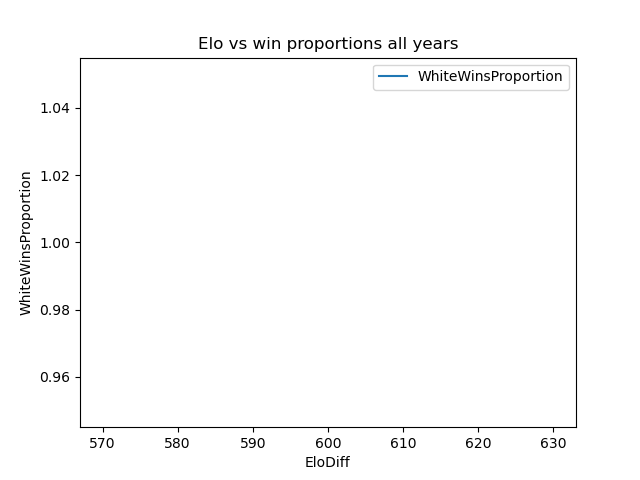 Elo vs win proportions all years
WhiteWinsProportion
1.04
1.02
1.00
0.98
0.96
WhiteWinsProportion
570 580 590 600 610 620 630
EloDiff